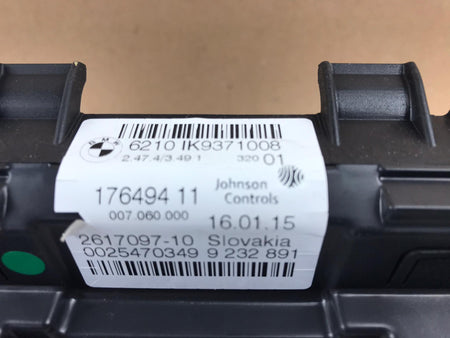 BMW
6210 IK9371008
2.47.4/3.49 1 320 01
176494 11 Johnson
Controls
007.060.000 16.01.15
2617097-10 Slovakia
0025470349 9 232 891